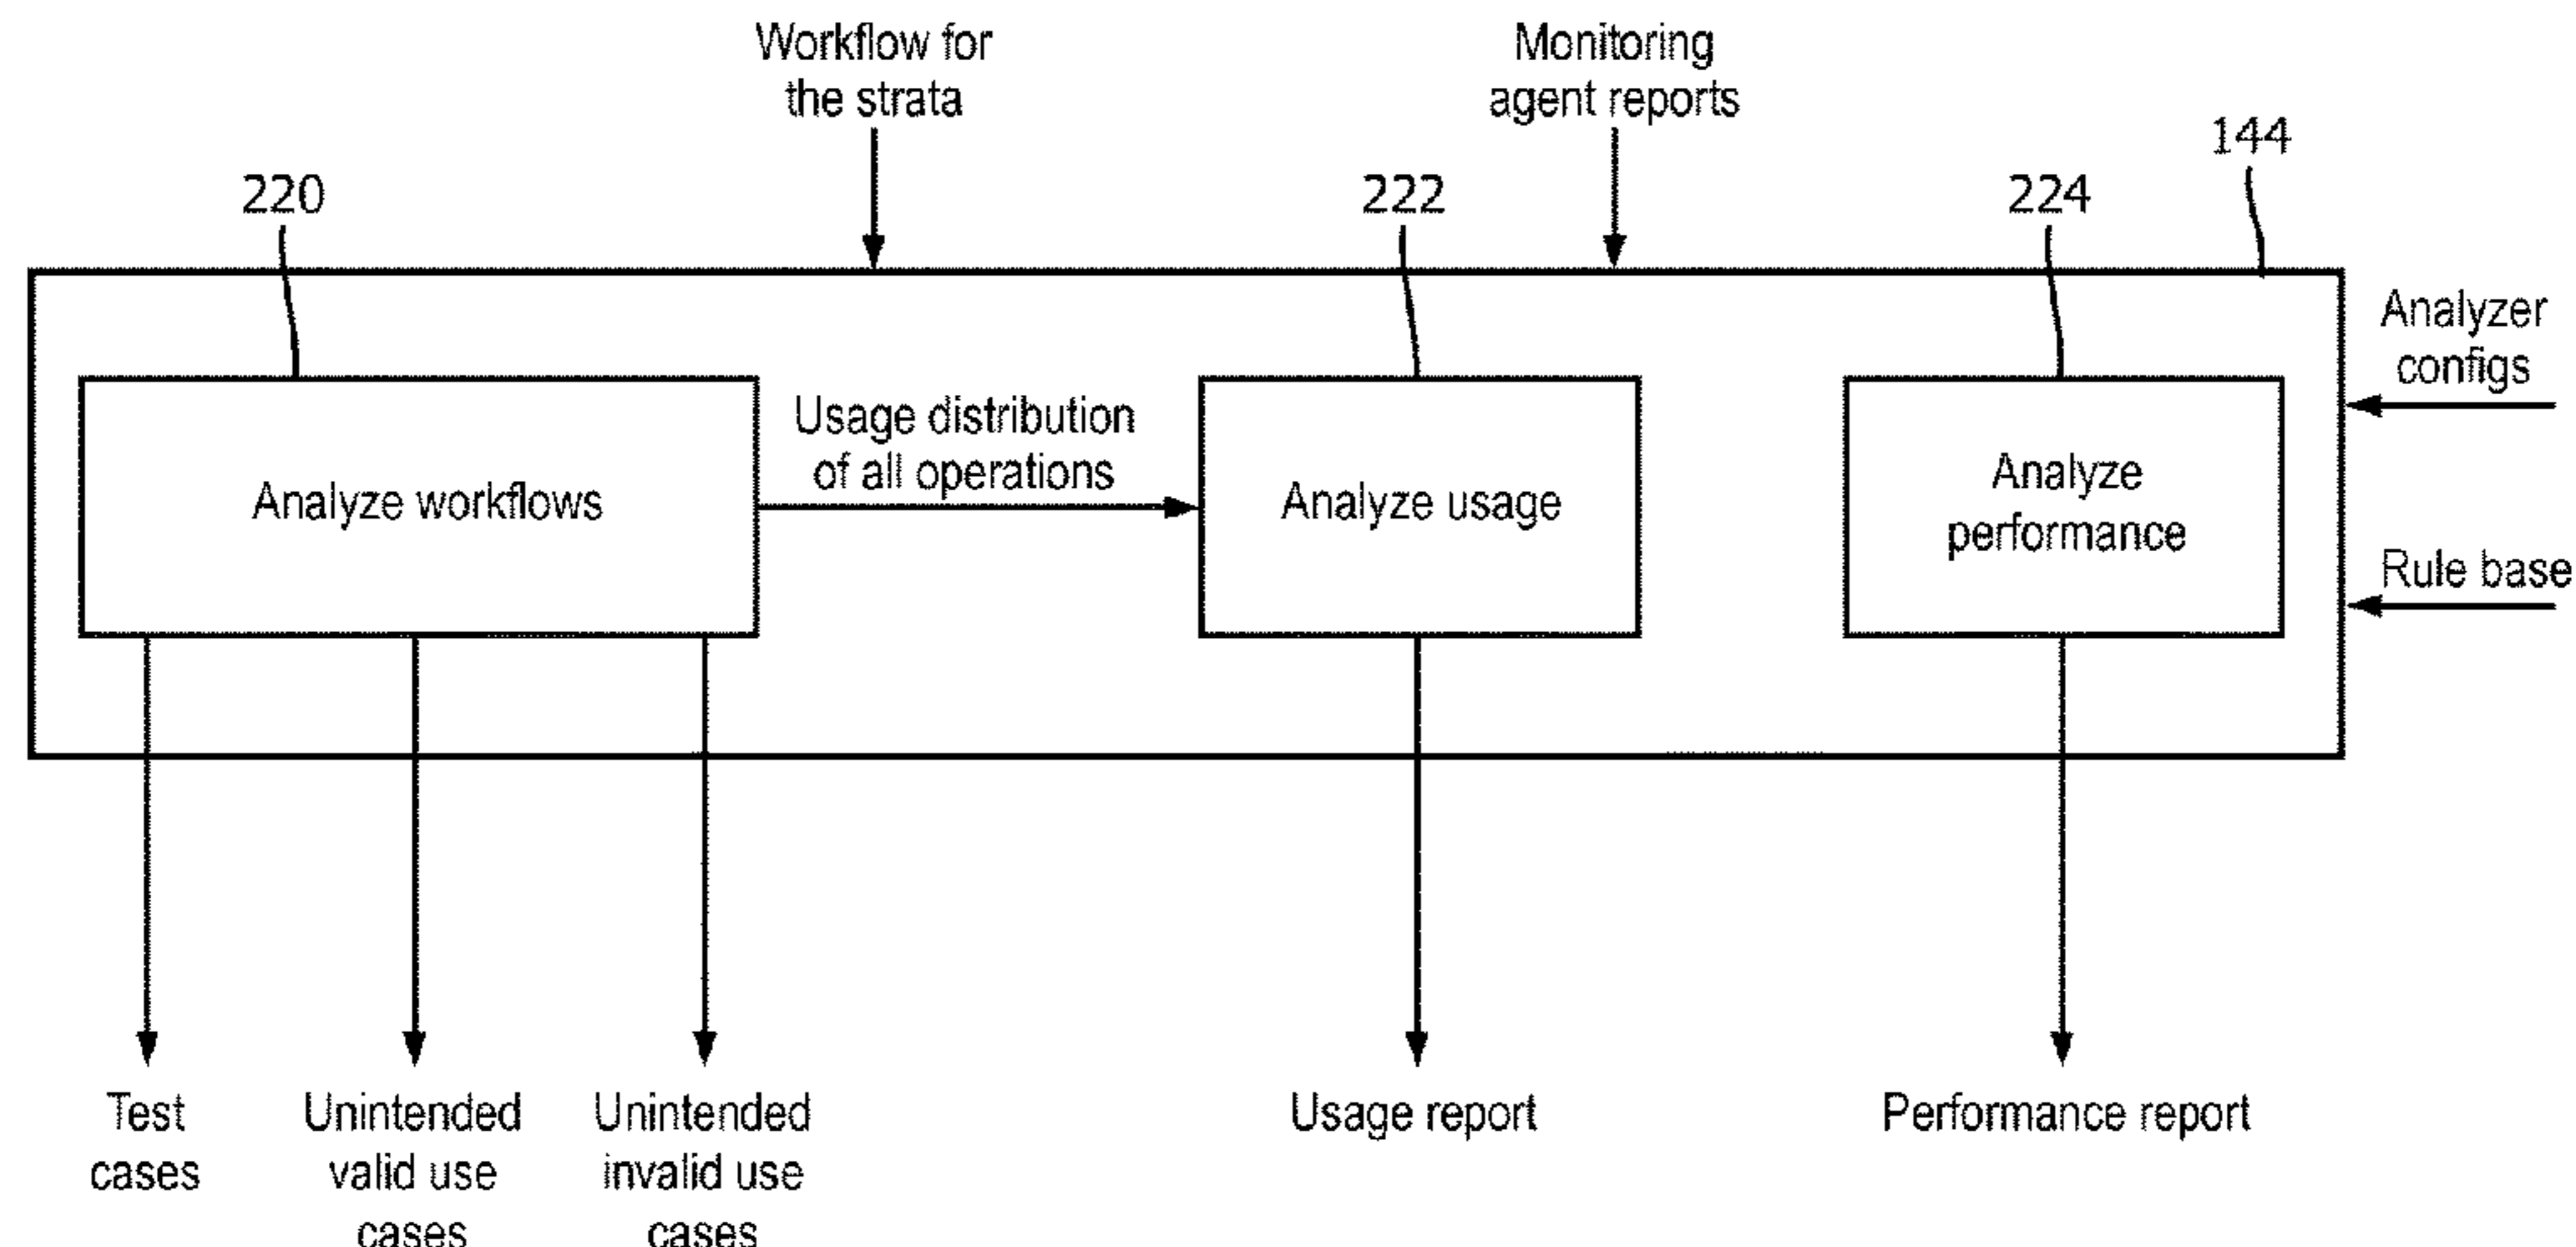 Workflow for
the strata
Monitoring
agent reports
144
220
222
224
Analyzer
configs
Usage distribution
of all operations
Analyze workflows
Analyze usage
Analyze
performance
Rule base
Test
cases
Unintended
valid use
cases
Unintended
invalid use
cases
Usage report
Performance report